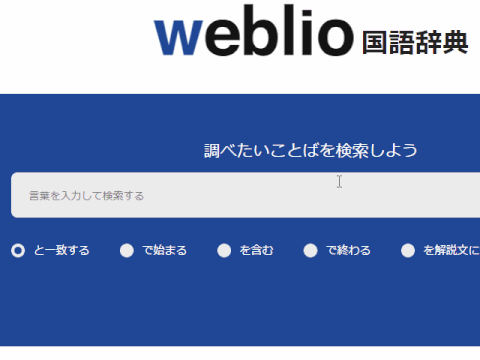 weblio 国語辞典
調べたいことばを検索しよう
言葉を入力して検索する
と一致する で始まる を含む で終わる を解説文に